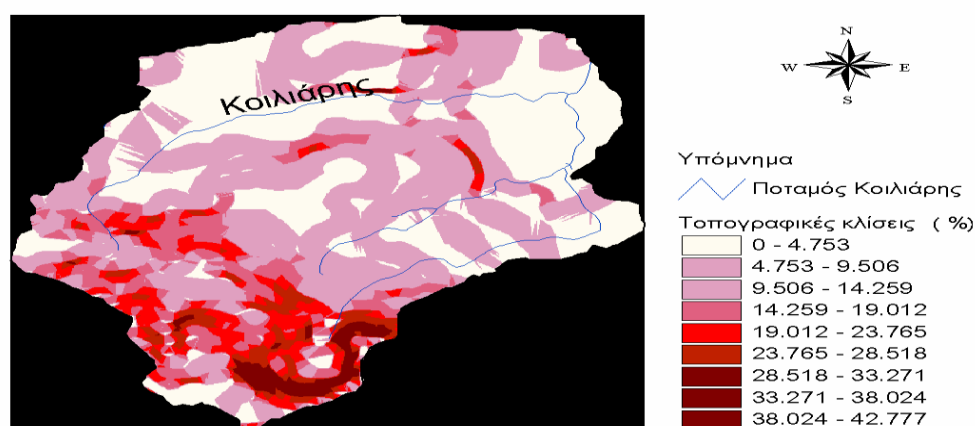 Κοιλιάρης
N
W E
S
Υπόμνημα
Ποταμός Κοιλιάρης
Τοπογραφικές κλίσεις ( %)
0 - 4.753
4.753 - 9.506
9.506 - 14.259
14.259 - 19.012
19.012 - 23.765
23.765 - 28.518
28.518 - 33.271
33.271 - 38.024
38.024 - 42.777